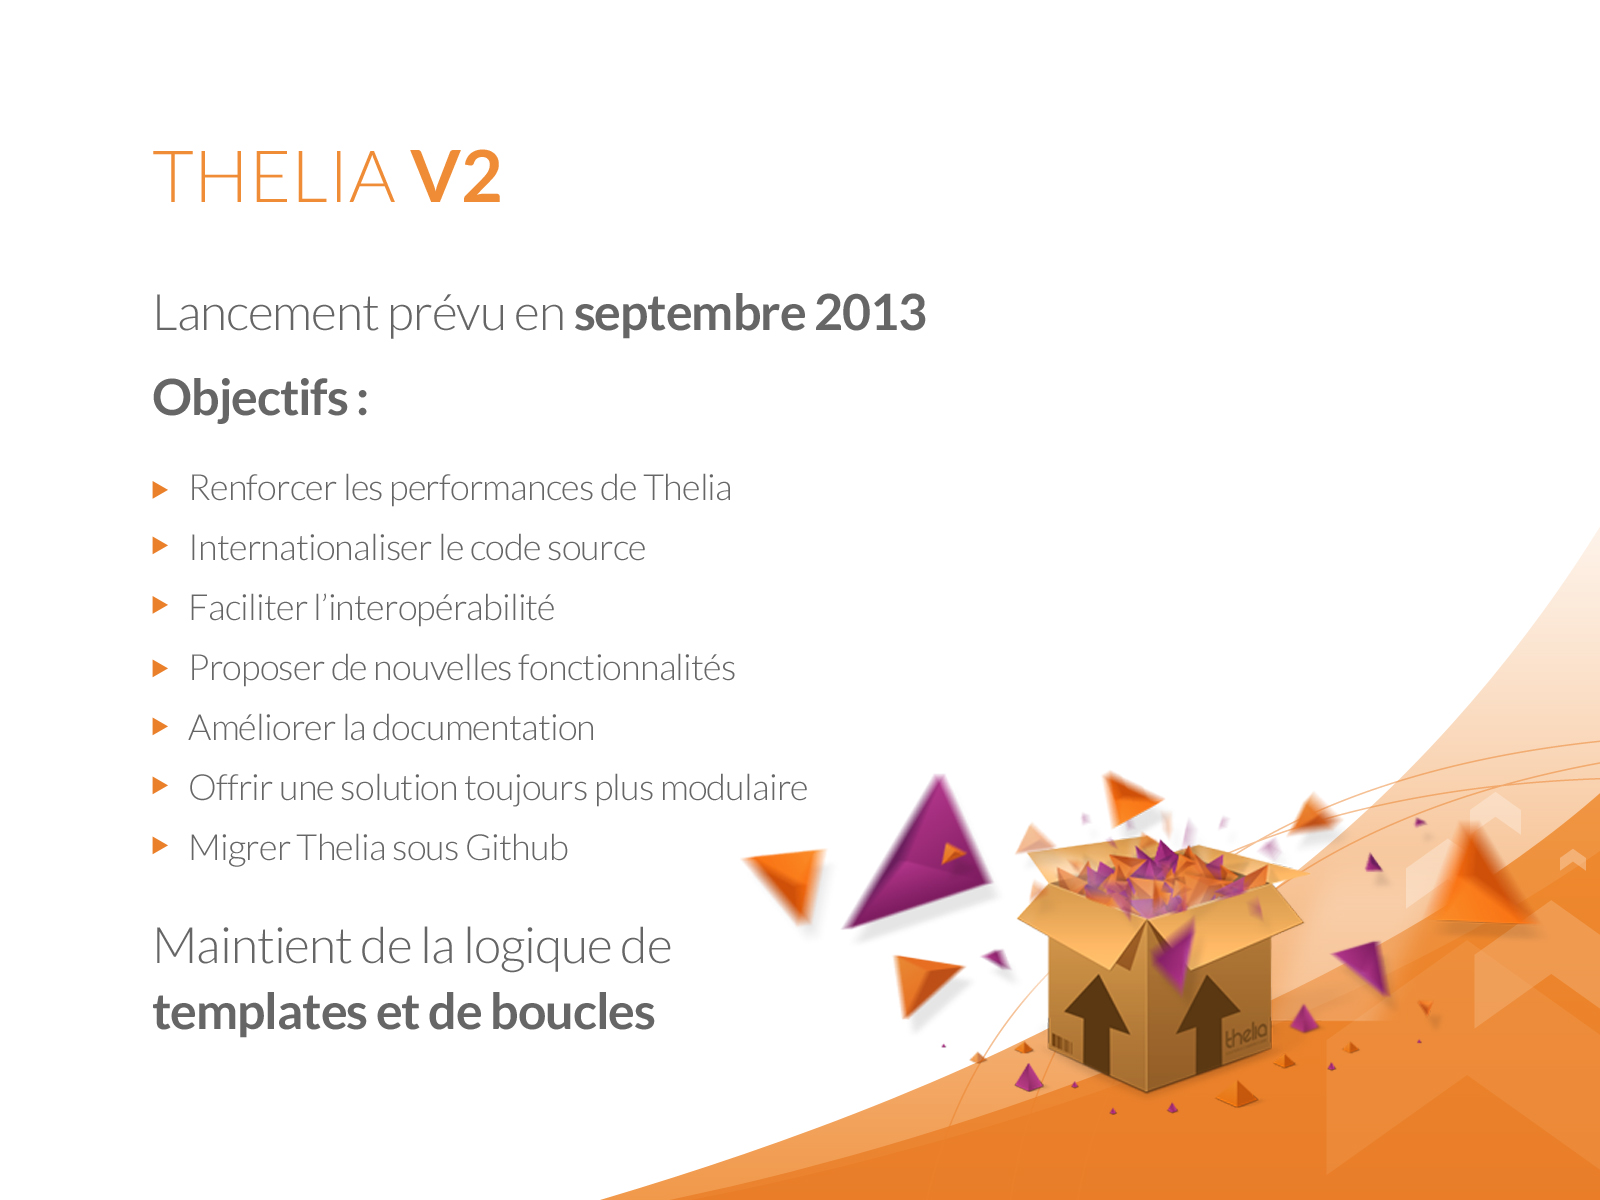 THELIA V2
Lancement prévu en septembre 2013
Objectifs :
Renforcer les performances de Thelia
Internationaliser le code source
Faciliter l’interopérabilité
Proposer de nouvelles fonctionnalités
Améliorer la documentation
Offrir une solution toujours plus modulaire
Migrer Thelia sous Github
Maintient de la logique de
templates et de boucles
thelia